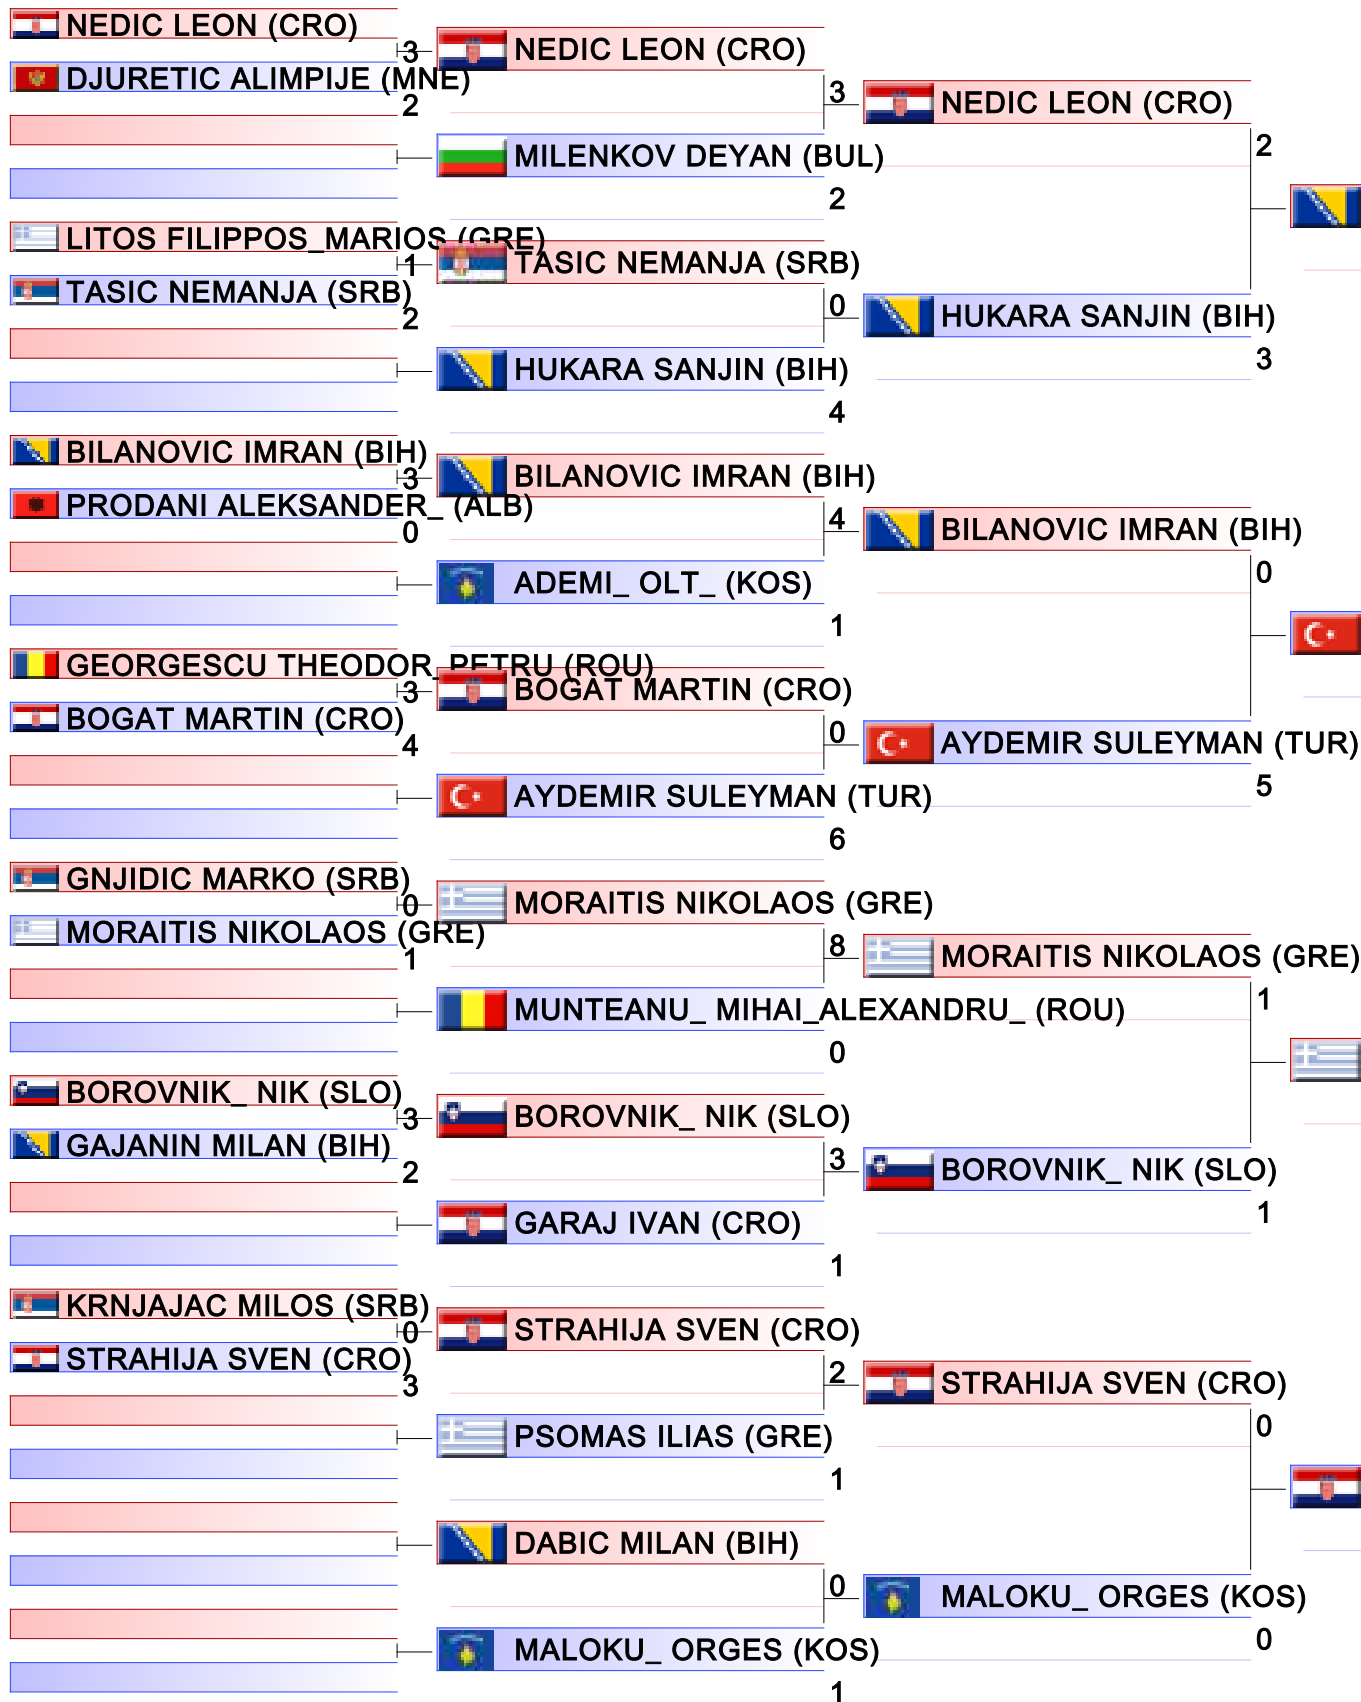 NEDIC LEON (CRO)
3
DJURETIC ALIMPIJE (MNE)
2
LITOS FILIPPOS_MARIOS (GRE)
1
TASIC NEMANJA (SRB)
2
BILANOVIC IMRAN (BIH)
3
PRODANI ALEKSANDER_ (ALB)
0
GEORGESCU THEODOR_PETRU (ROU)
3
BOGAT MARTIN (CRO)
4
GNJIDIC MARKO (SRB)
0
MORAITIS NIKOLAOS (GRE)
1
BOROVNIK_ NIK (SLO)
3
GAJANIN MILAN (BIH)
2
KRNJAJAC MILOS (SRB)
0
STRAHIJA SVEN (CRO)
3
NEDIC LEON (CRO)
3
MILENKOV DEYAN (BUL)
2
TASIC NEMANJA (SRB)
0
HUKARA SANJIN (BIH)
4
BILANOVIC IMRAN (BIH)
4
ADEMI_ OLT_ (KOS)
1
BOGAT MARTIN (CRO)
0
AYDEMIR SULEYMAN (TUR)
6
MORAITIS NIKOLAOS (GRE)
8
MUNTEANU_ MIHAI_ALEXANDRU_ (ROU)
0
BOROVNIK_ NIK (SLO)
3
GARAJ IVAN (CRO)
1
STRAHIJA SVEN (CRO)
2
PSOMAS ILIAS (GRE)
1
DABIC MILAN (BIH)
0
MALOKU_ ORGES (KOS)
1
NEDIC LEON (CRO)
2
HUKARA SANJIN (BIH)
3
BILANOVIC IMRAN (BIH)
0
AYDEMIR SULEYMAN (TUR)
5
MORAITIS NIKOLAOS (GRE)
1
BOROVNIK_ NIK (SLO)
1
STRAHIJA SVEN (CRO)
0
MALOKU_ ORGES (KOS)
0